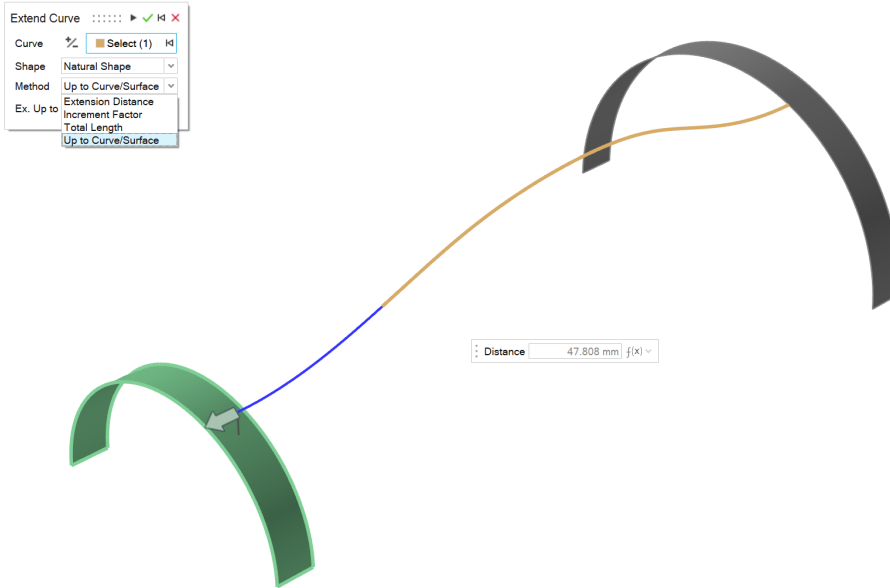 Extend Curve
Curve Select (1)
Shape Natural Shape
Method Up to Curve/Surface
Ex. Up to
Extension Distance
Increment Factor
Total Length
Up to Curve/Surface
Distance 47.808 mm f(x)